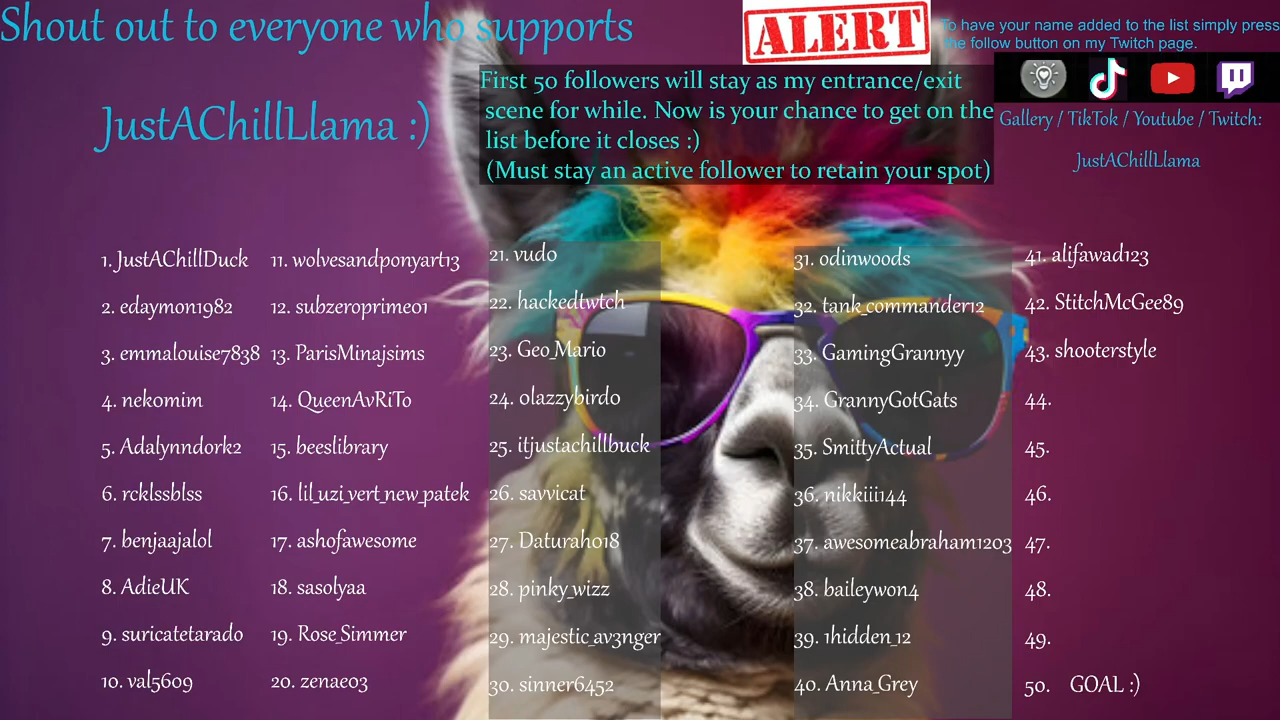 Shout out to everyone who supports
JustAChillLlama :)
ALERT
To have your name added to the list simply press
the follow button on my Twitch page.
First 50 followers will stay as my entrance/exit
scene for while. Now is your chance to get on the
list before it closes :)
(Must stay an active follower to retain your spot)
Gallery / TikTok / Youtube / Twitch:
JustAChillLlama
1. JustAChillDuck
2. edaymon1982
3. emmalouise7838
4. nekomim
5. Adalynndork2
6. rcklssblss
7. benjaajalol
8. AdieUK
9. suricatetarado
10. val5609
11. wolvesandponyart13
12. subzeroprime01
13. ParisMinajsims
14. QueenAvRiTo
15. beeslibrary
16. lil_uzi_vert_new_patek
17. ashofawesome
18. sasolyaa
19. Rose_Simmer
20. zenae03
21. vudo
22. hackedtwtch
23. Geo_Mario
24. olazzybirdo
25. itjustachillbuck
26. savvicat
27. Daturah018
28. pinky_wizz
29. majestic_av3nger
30. sinner6452
31. odinwoods
32. tank_commander12
33. GamingGrannyy
34. GrannyGotGats
35. SmittyActual
36. nikkiii144
37. awesomeabraham1203
38. baileywon4
39. 1hidden_12
40. Anna_Grey
41. alifawad123
42. StitchMcGee89
43. shooterstyle
44.
45.
46.
47.
48.
49.
50. GOAL :)